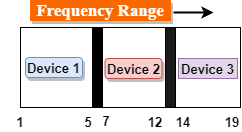 Frequency Range
Device 1 Device 2 Device 3
1 5 7 12 14 19